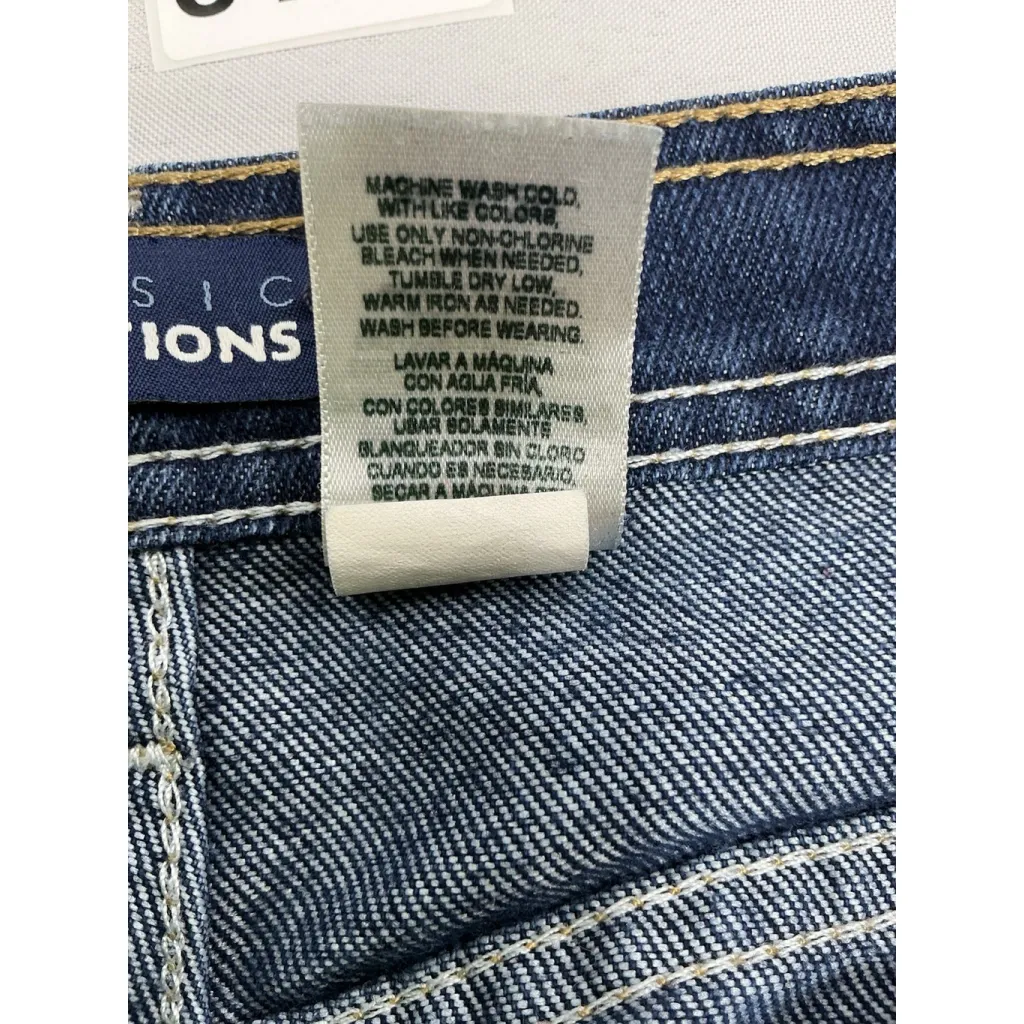 SIC
TIONS
MACHINE WASH COLD,
WITH LIKE COLORS,
USE ONLY NON-CHLORINE
BLEACH WHEN NEEDED,
TUMBLE DRY LOW,
WARM IRON AS NEEDED.
WASH BEFORE WEARING.
LAVAR A MÁQUINA
CON AGUA FRÍA,
CON COLORES SIMILARES,
USAR SOLAMENTE
BLANQUEADOR SIN CLORO
CUANDO ES NECESARIO,
SECAR A MÁQUINA